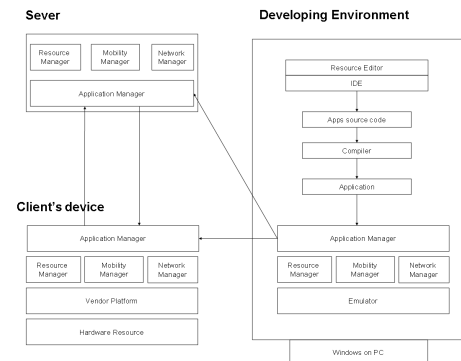 Sever
Developing Environment
Resource Manager
Mobility Manager
Network Manager
Application Manager
Resource Editor
IDE
Apps source code
Compiler
Application
Client's device
Application Manager
Resource Manager
Mobility Manager
Network Manager
Vendor Platform
Hardware Resource
Application Manager
Resource Manager
Mobility Manager
Network Manager
Emulator
Windows on PC